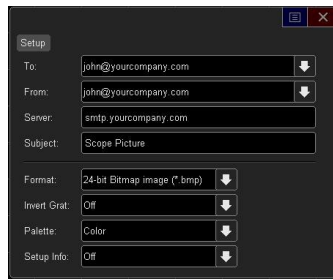 Setup
To: john@yourcompany.com
From: john@yourcompany.com
Server: smtp.yourcompany.com
Subject: Scope Picture
Format: 24-bit Bitmap image (*.bmp)
Invert Grat: Off
Palette: Color
Setup Info: Off